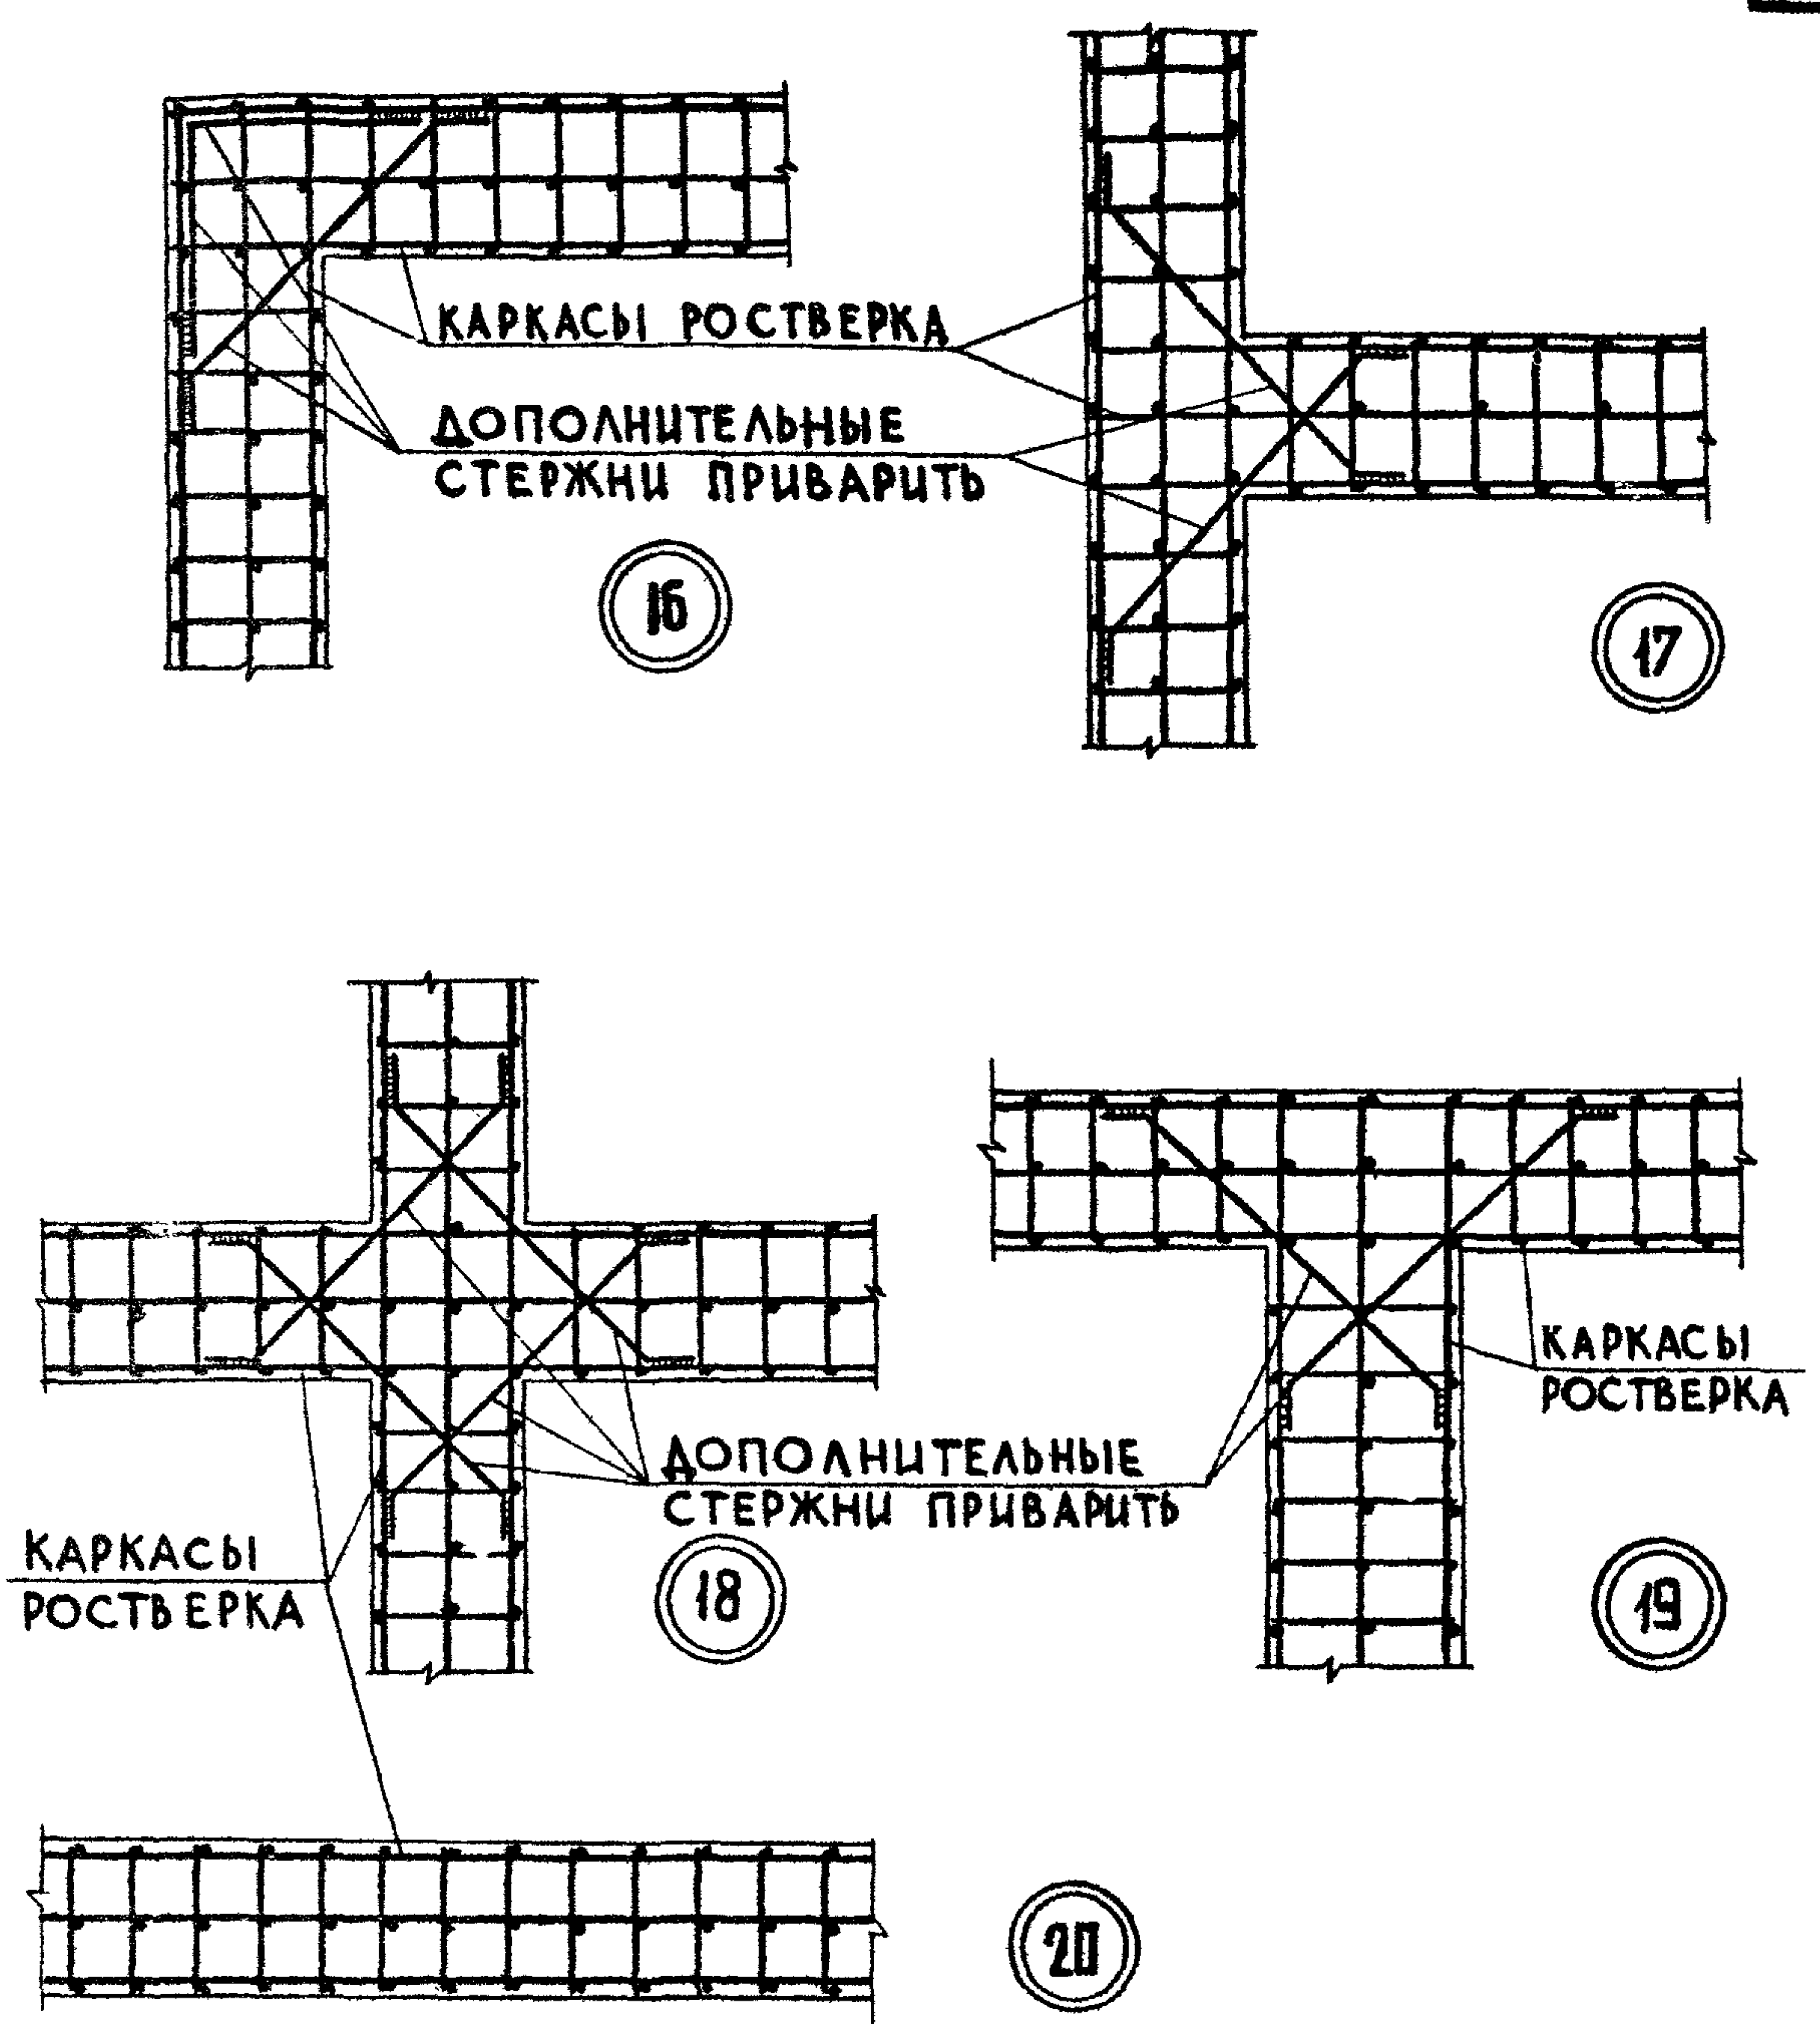 КАРКАСЫ РОСТВЕРКА
ДОПОЛНИТЕЛЬНЫЕ
СТЕРЖНИ ПРИВАРИТЬ
16
17
КАРКАСЫ
РОСТВЕРКА
ДОПОЛНИТЕЛЬНЫЕ
СТЕРЖНИ ПРИВАРИТЬ
КАРКАСЫ
РОСТВЕРКА
18
19
20